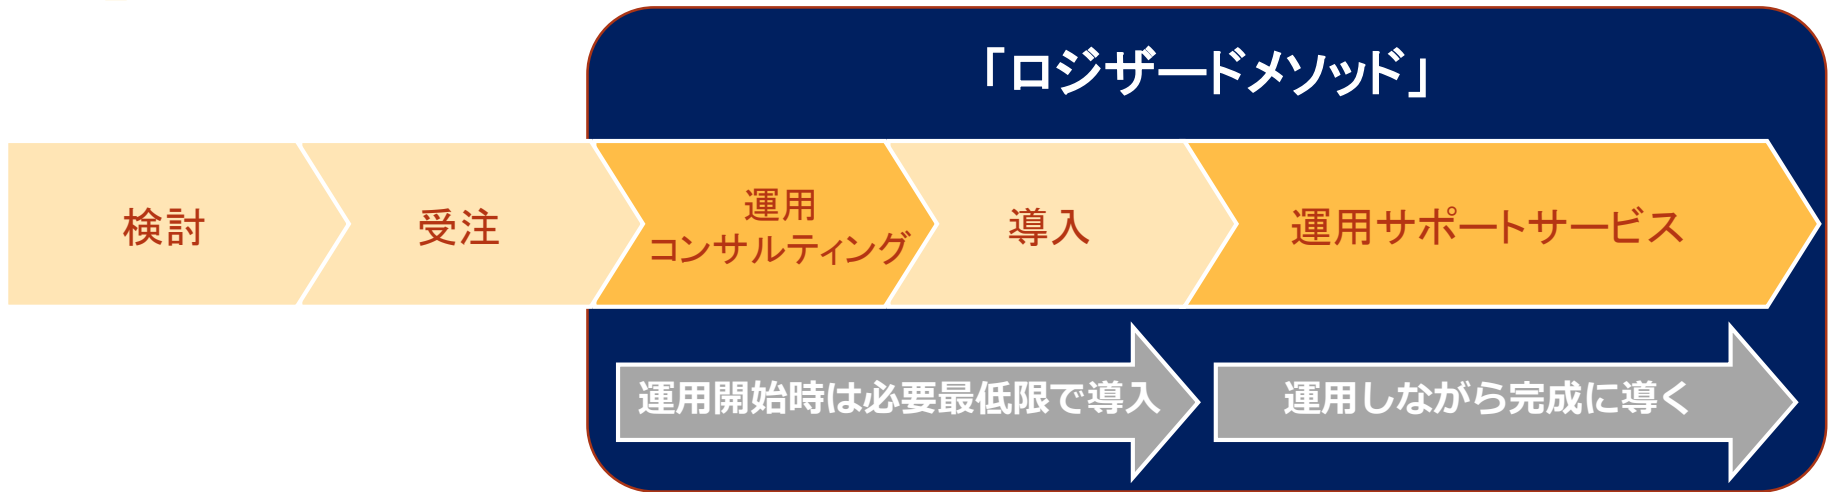 「ロジザードメソッド」
検討
受注
運用
コンサルティング
導入
運用サポートサービス
運用開始時は必要最低限で導入
運用しながら完成に導く